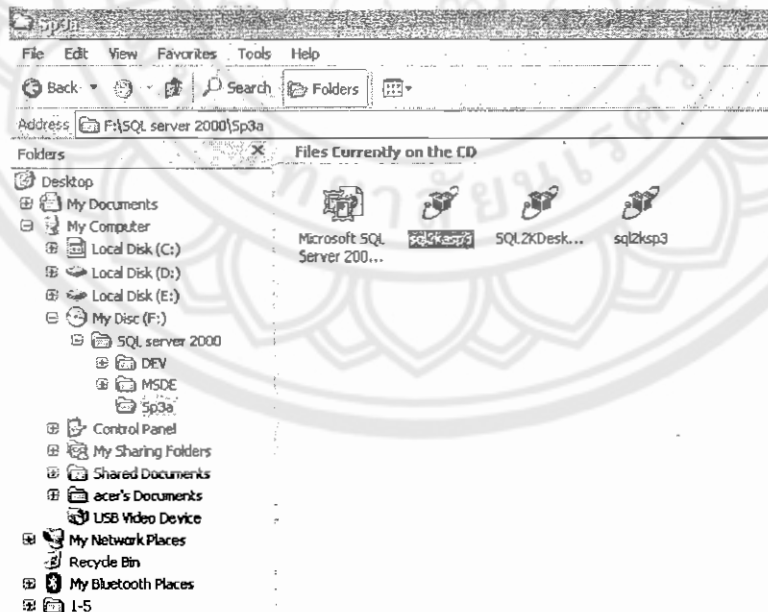 Sp3a
File Edit View Favorites Tools Help
Back Search Folders
Address F:\SQL server 2000\Sp3a
Folders
Files Currently on the CD
Desktop
My Documents
My Computer
Local Disk (C:)
Local Disk (D:)
Local Disk (E:)
My Disc (F:)
SQL server 2000
DEV
MSDE
Sp3a
Control Panel
My Sharing Folders
Shared Documents
acer's Documents
USB Video Device
My Network Places
Recycle Bin
My Bluetooth Places
1-5
Microsoft SQL
Server 200...
sql2kasp3
SQL2KDesk...
sql2ksp3